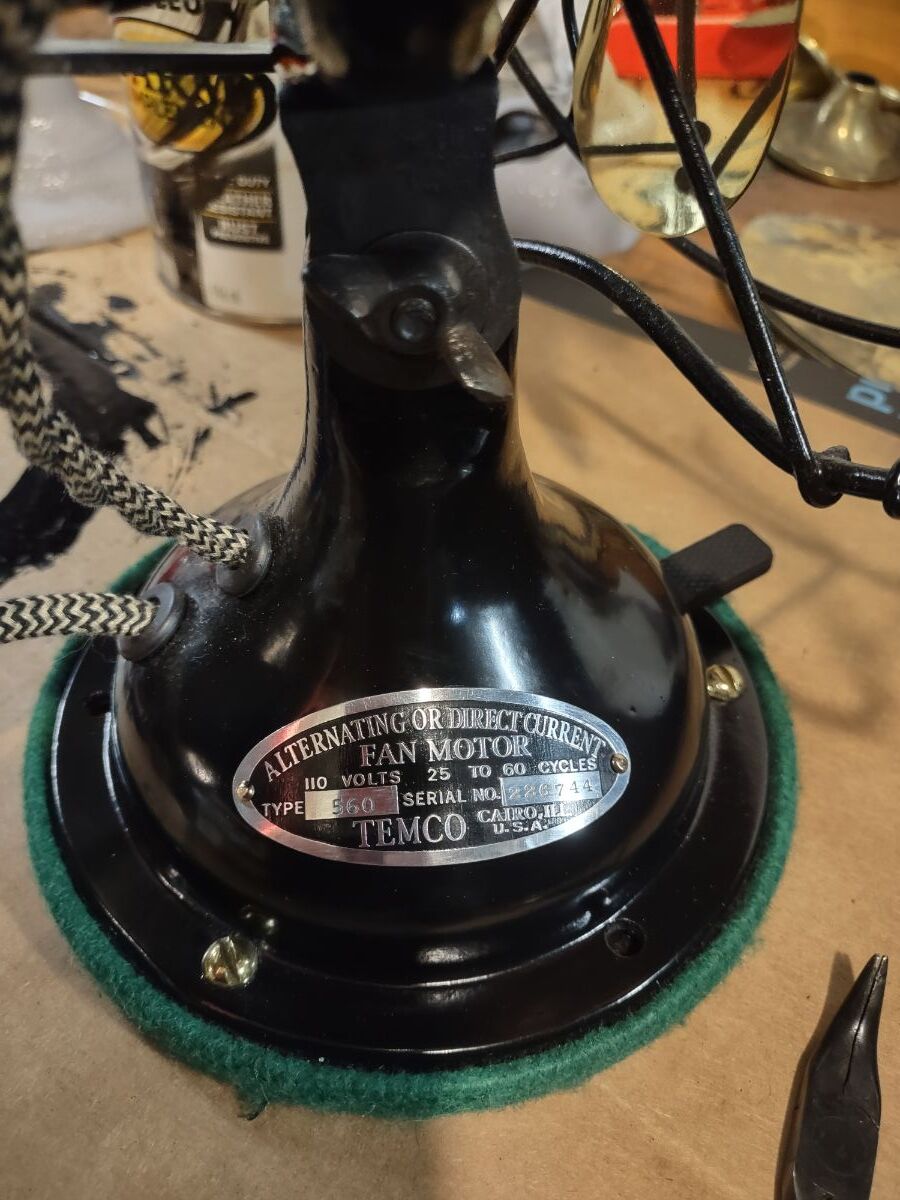 ALTERNATING OR DIRECT CURRENT
FAN MOTOR
110 VOLTS 25 TO 60 CYCLES
TYPE 560 SERIAL NO. 226744
TEMCO CAIRO, ILL.
U.S.A.